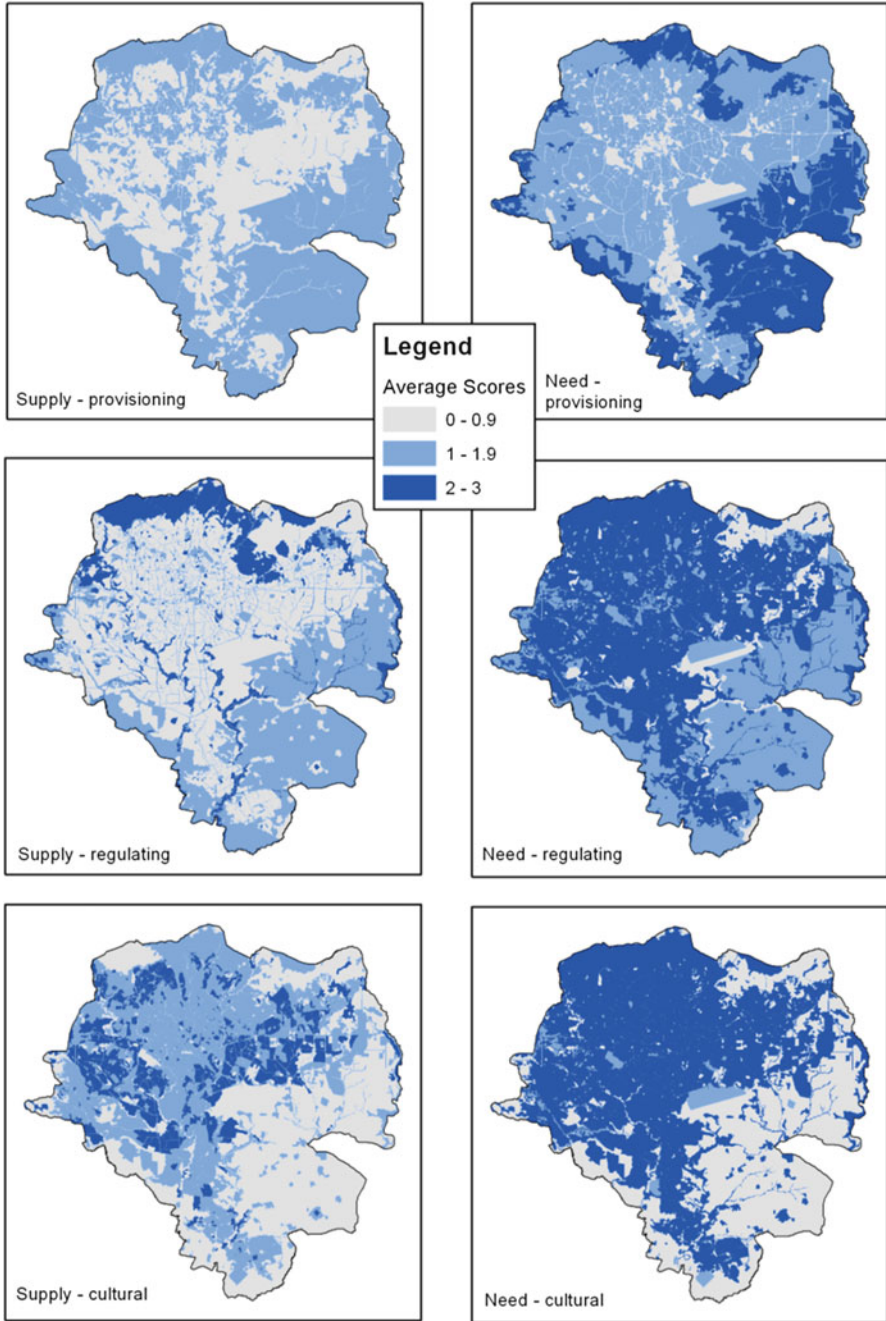 Supply - provisioning
Need -
provisioning
Legend
Average Scores
0 - 0.9
1 - 1.9
2 - 3
Supply - regulating
Need - regulating
Supply - cultural
Need - cultural